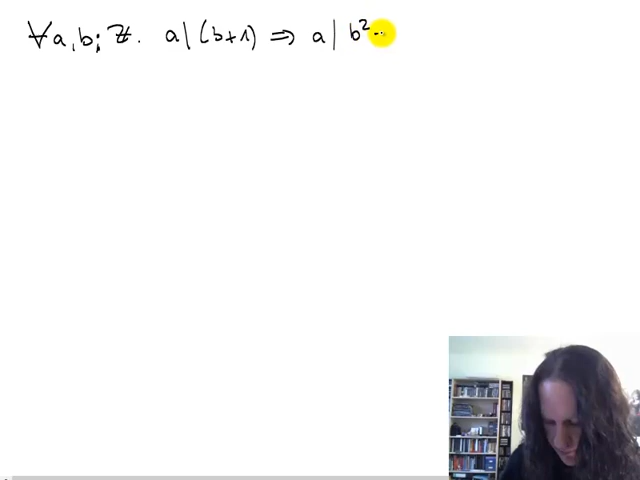 ∀a,b:ℤ. a|(b+1) ⇒ a|b²-